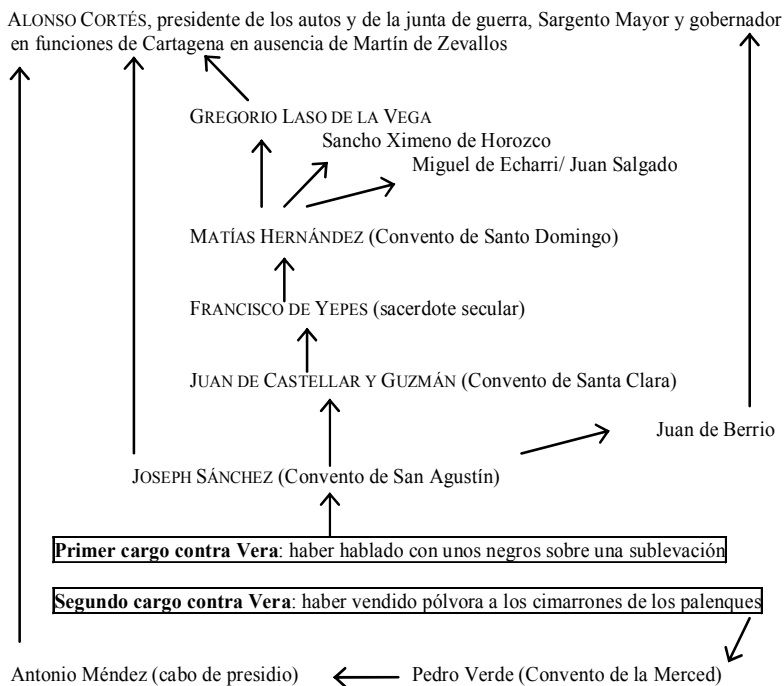 ALONSO CORTÉS, presidente de los autos y de la junta de guerra, Sargento Mayor y gobernador
en funciones de Cartagena en ausencia de Martín de Zevallos
GREGORIO LASO DE LA VEGA
Sancho Ximeno de Horozco
Miguel de Echarri/ Juan Salgado
MATÍAS HERNÁNDEZ (Convento de Santo Domingo)
FRANCISCO DE YEPES (sacerdote secular)
JUAN DE CASTELLAR Y GUZMÁN (Convento de Santa Clara)
Juan de Berrio
JOSEPH SÁNCHEZ (Convento de San Agustín)
Primer cargo contra Vera: haber hablado con unos negros sobre una sublevación
Segundo cargo contra Vera: haber vendido pólvora a los cimarrones de los palenques
Antonio Méndez (cabo de presidio) Pedro Verde (Convento de la Merced)